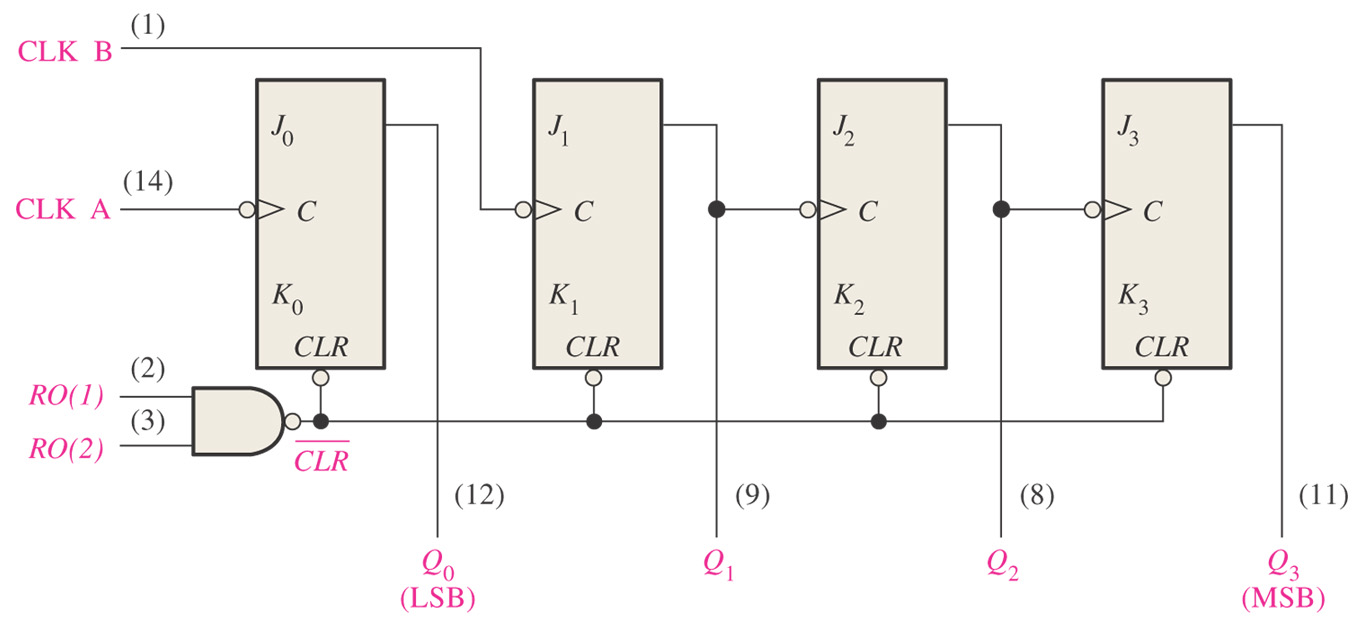 (1)
CLK B
J0
J1
J2
J3
(14)
CLK A
C
C
C
C
K0
K1
K2
K3
CLR
CLR
CLR
CLR
(2)
RO(1)
(3)
RO(2)
C̅L̅R̅
(12)
(9)
(8)
(11)
Q0
Q1
Q2
Q3
(LSB)
(MSB)